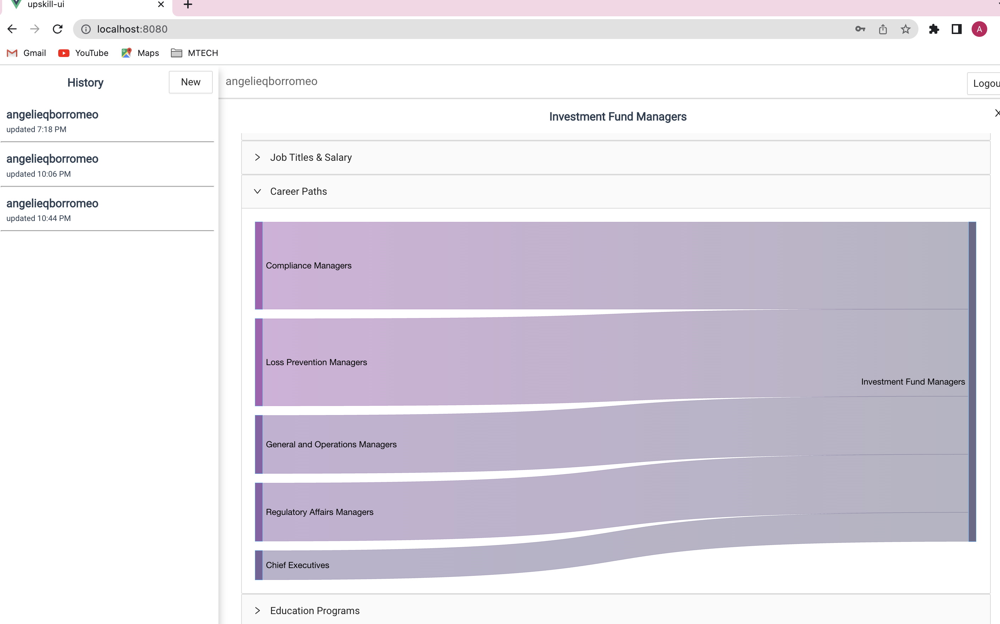 upskill-ui
localhost:8080
A
Gmail
YouTube
Maps
MTECH
History
New
angelieqborromeo
Logou
angelieqborromeo
updated 7:18 PM
angelieqborromeo
updated 10:06 PM
angelieqborromeo
updated 10:44 PM
Investment Fund Managers
Job Titles & Salary
Career Paths
Compliance Managers
Loss Prevention Managers
Investment Fund Managers
General and Operations Managers
Regulatory Affairs Managers
Chief Executives
Education Programs